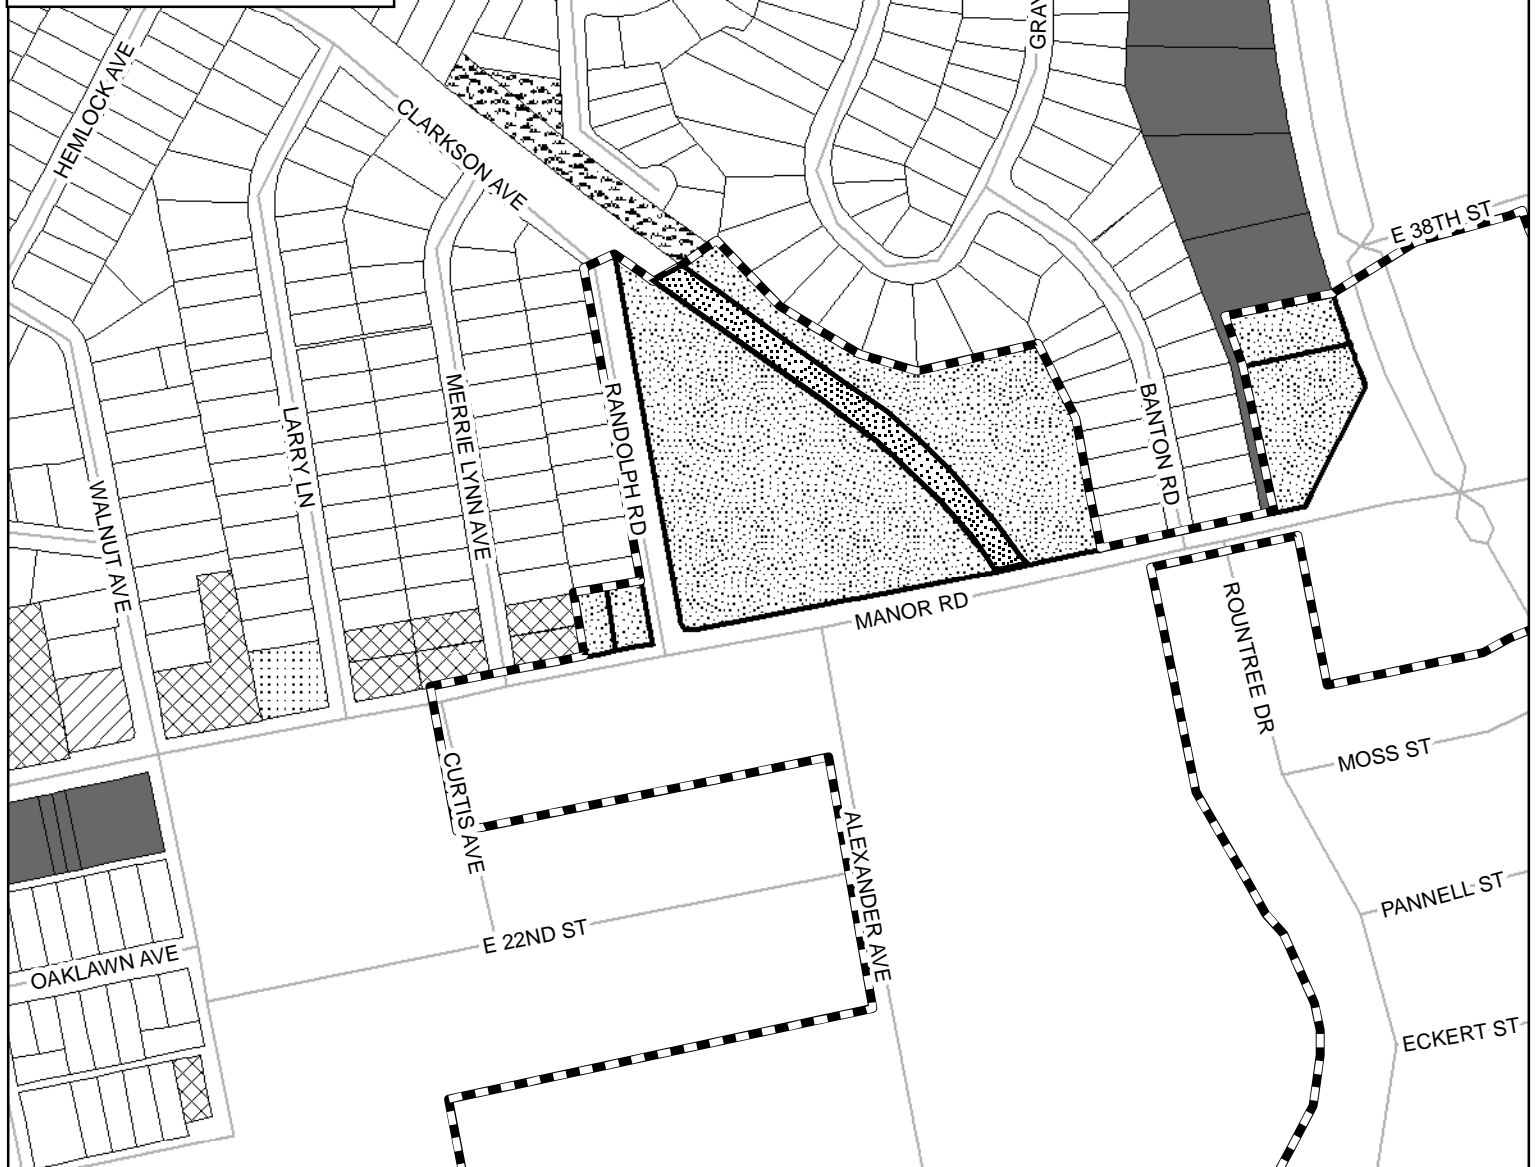 HEMLOCK AVE
CLARKSON AVE
E 38TH ST
LARRY LN
MERRIE LYNN AVE
RANDOLPH RD
BANTON RD
WALNUT AVE
MANOR RD
ROUNTREE DR
MOSS ST
CURTIS AVE
ALEXANDER AVE
PANNELL ST
E 22ND ST
OAKLAWN AVE
ECKERT ST